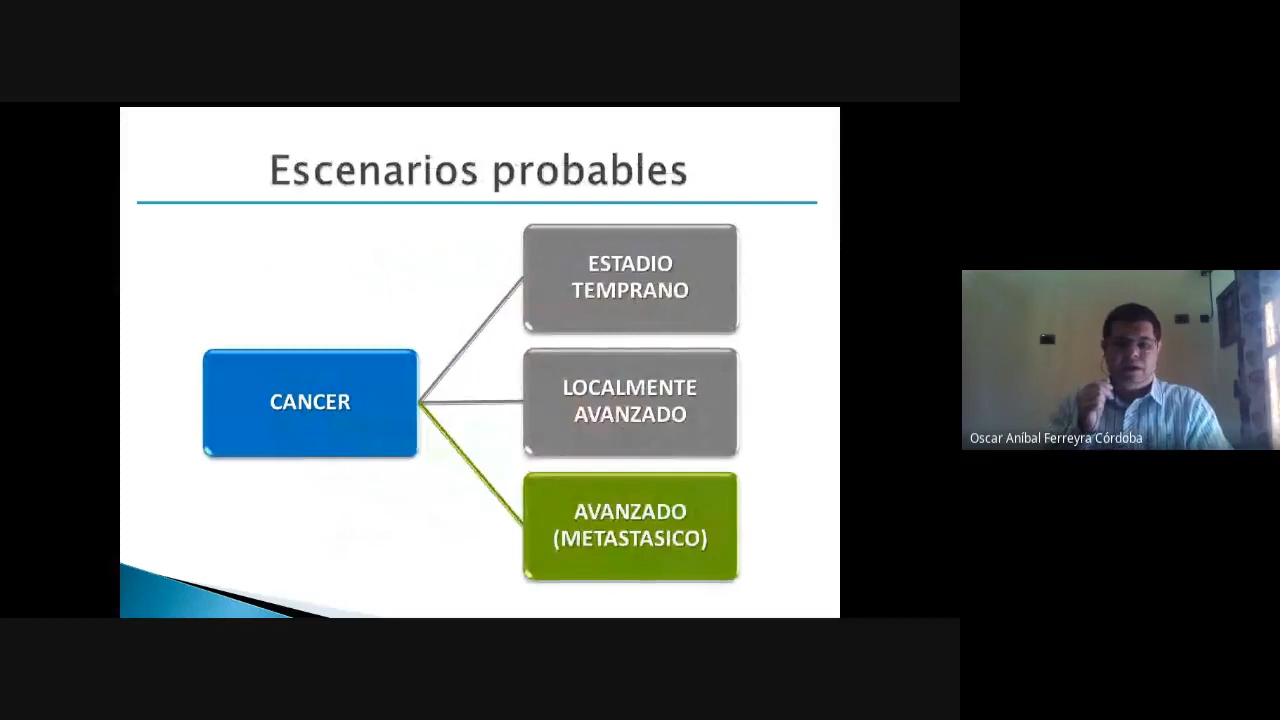 Escenarios probables
CANCER
ESTADIO
TEMPRANO
LOCALMENTE
AVANZADO
AVANZADO
(METASTASICO)
Oscar Aníbal Ferreyra Córdoba